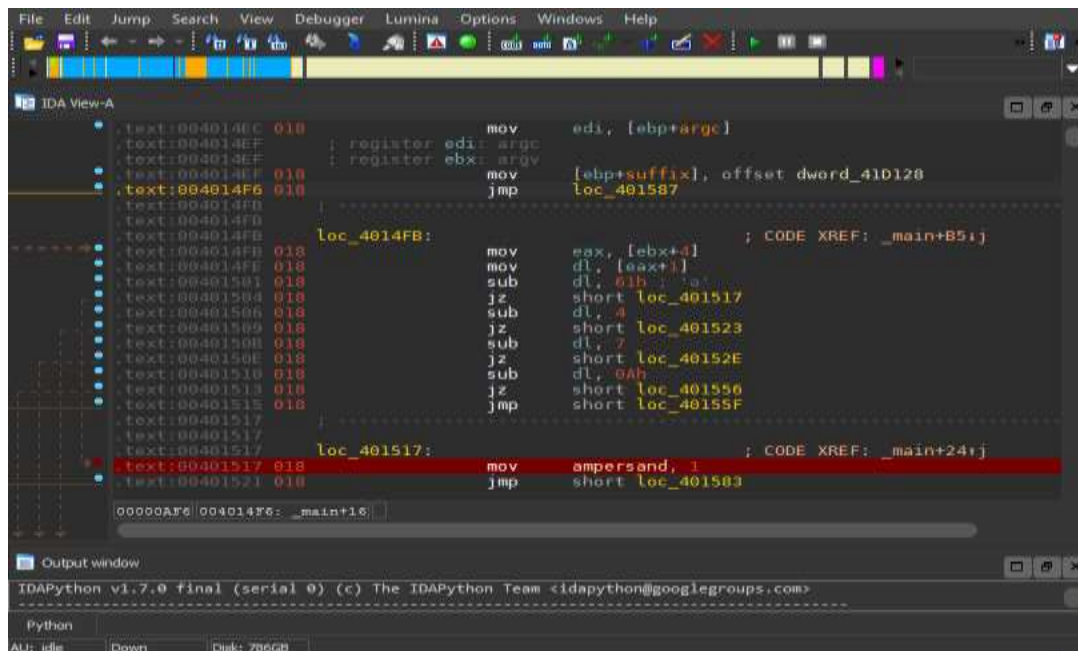 File Edit Jump Search View Debugger Lumina Options Windows Help
IDA View-A
.text:004014EC 018 mov edi, [ebp+argc]
.text:004014EF ; register edi: argc
.text:004014EF ; register ebx: argv
.text:004014EF 018 mov [ebp+suffix], offset dword_41D128
.text:004014F6 018 jmp loc_401587
.text:004014FB ;
.text:004014FB
.text:004014FB loc_4014FB: ; CODE XREF: _main+B5↓j
.text:004014FB 018 mov eax, [ebx+4]
.text:004014FE 018 mov dl, [eax+1]
.text:00401501 018 sub dl, 61h ; 'a'
.text:00401504 018 jz short loc_401517
.text:00401506 018 sub dl, 4
.text:00401509 018 jz short loc_401523
.text:0040150B 018 sub dl, 7
.text:0040150E 018 jz short loc_40152E
.text:00401510 018 sub dl, 0Ah
.text:00401513 018 jz short loc_401556
.text:00401515 018 jmp short loc_40155F
.text:00401517 ;
.text:00401517
.text:00401517 loc_401517: ; CODE XREF: _main+24↑j
.text:00401517 018 mov ampersand, 1
.text:00401521 018 jmp short loc_401583
00000AF6 004014F6: _main+16
Output window
IDAPython v1.7.0 final (serial 0) (c) The IDAPython Team <idapython@googlegroups.com>
Python
AU: idle Down Disk: 786GB